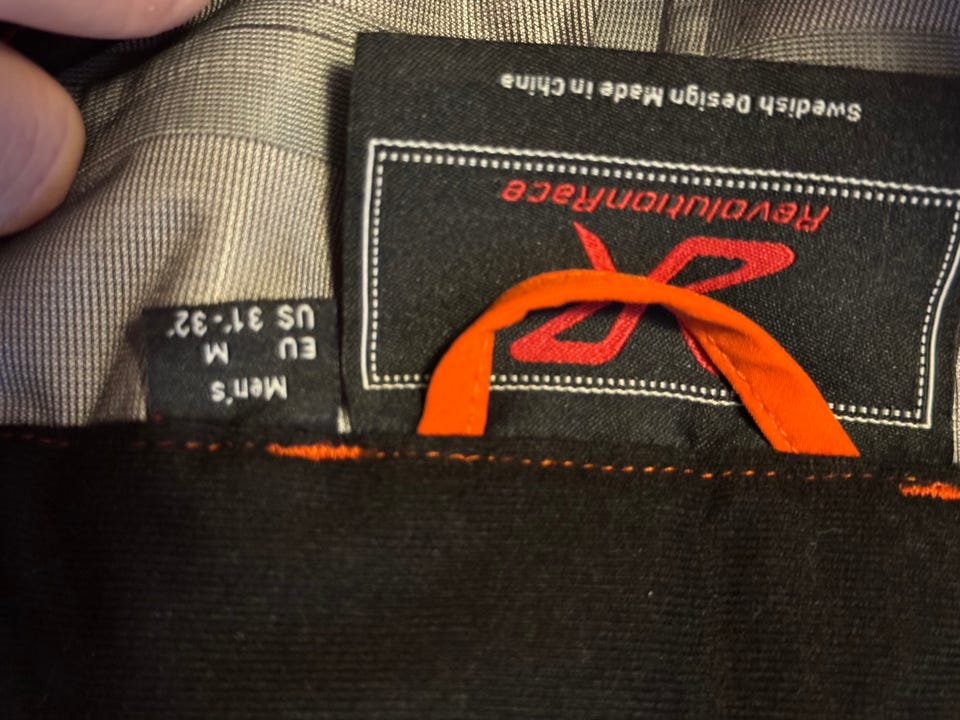 Men's
EU M
US 31"-32"
RevolutionRace
Swedish Design Made in China